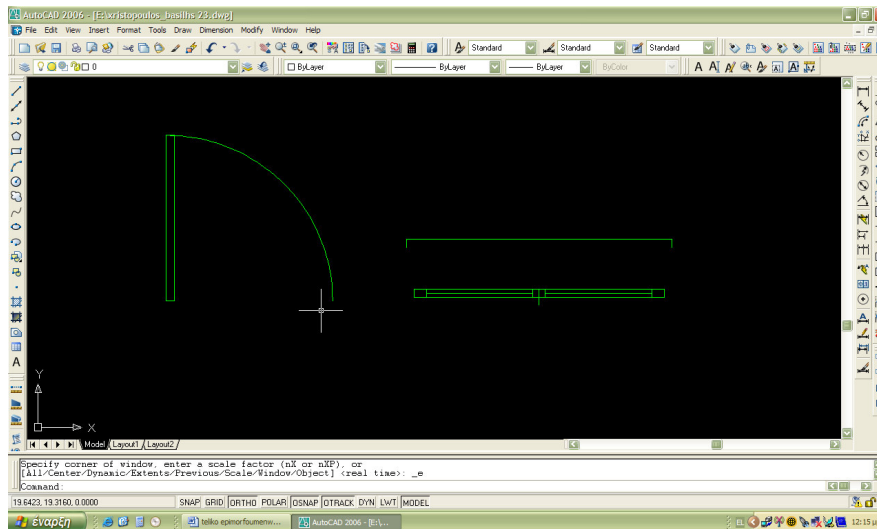 AutoCAD 2006 - [E:\xristopoulos_basilhs 23.dwg]
File Edit View Insert Format Tools Draw Dimension Modify Window Help
Standard Standard Standard
0 ByLayer ByLayer ByLayer ByColor
Y
X
Model Layout1 Layout2
Specify corner of window, enter a scale factor (nX or nXP), or
[All/Center/Dynamic/Extents/Previous/Scale/Window/Object] <real time>: _e
Command:
19.6423, 19.3160, 0.0000 SNAP GRID ORTHO POLAR OSNAP OTRACK DYN LWT MODEL
έναρξη teliko epimorfoumenw... AutoCAD 2006 - [E:\... EL 12:15 μμ